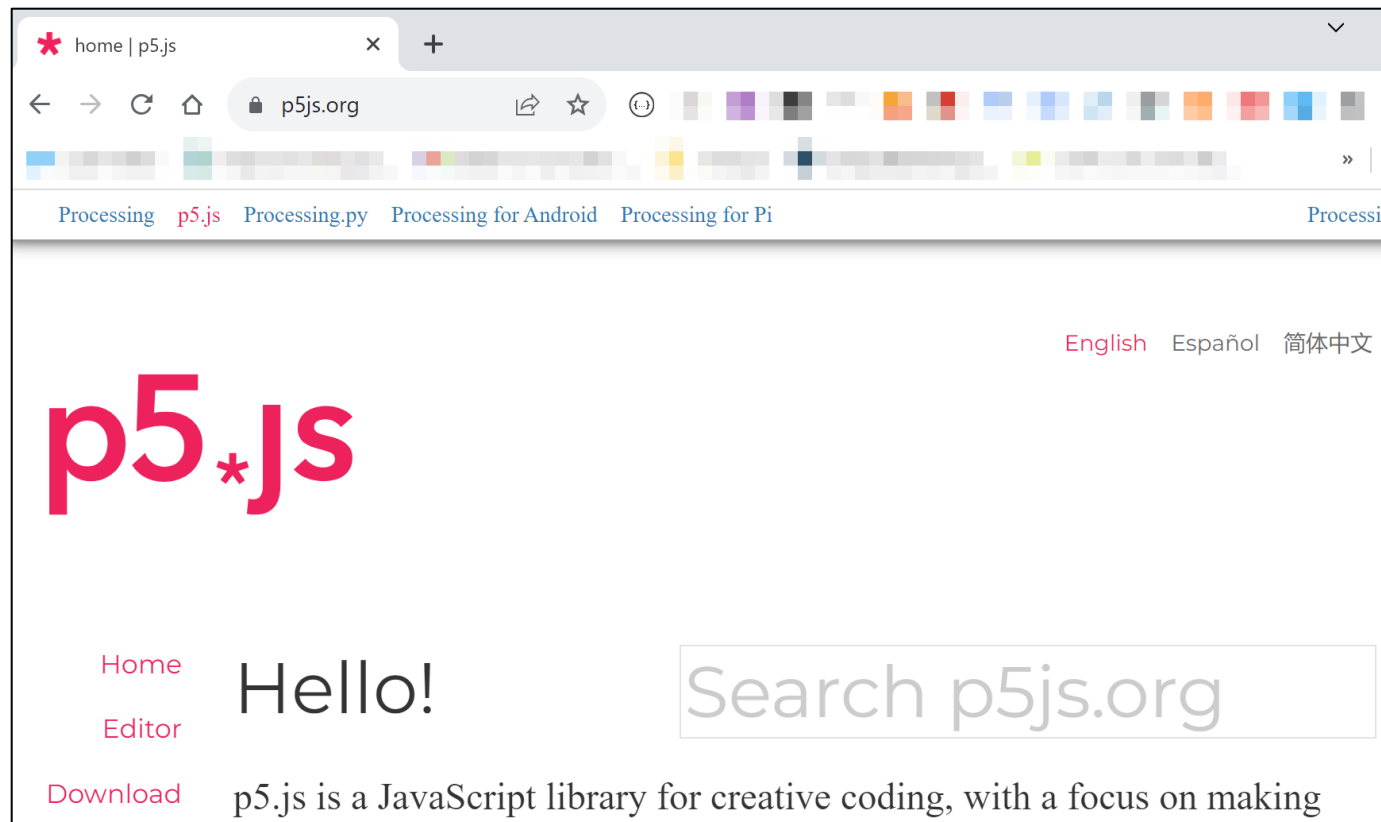 home | p5.js
p5js.org
»
Processing p5.js Processing.py Processing for Android Processing for Pi
English Español 简体中文
p5*js
Home
Hello!
Search p5js.org
Editor
Download
p5.js is a JavaScript library for creative coding, with a focus on making